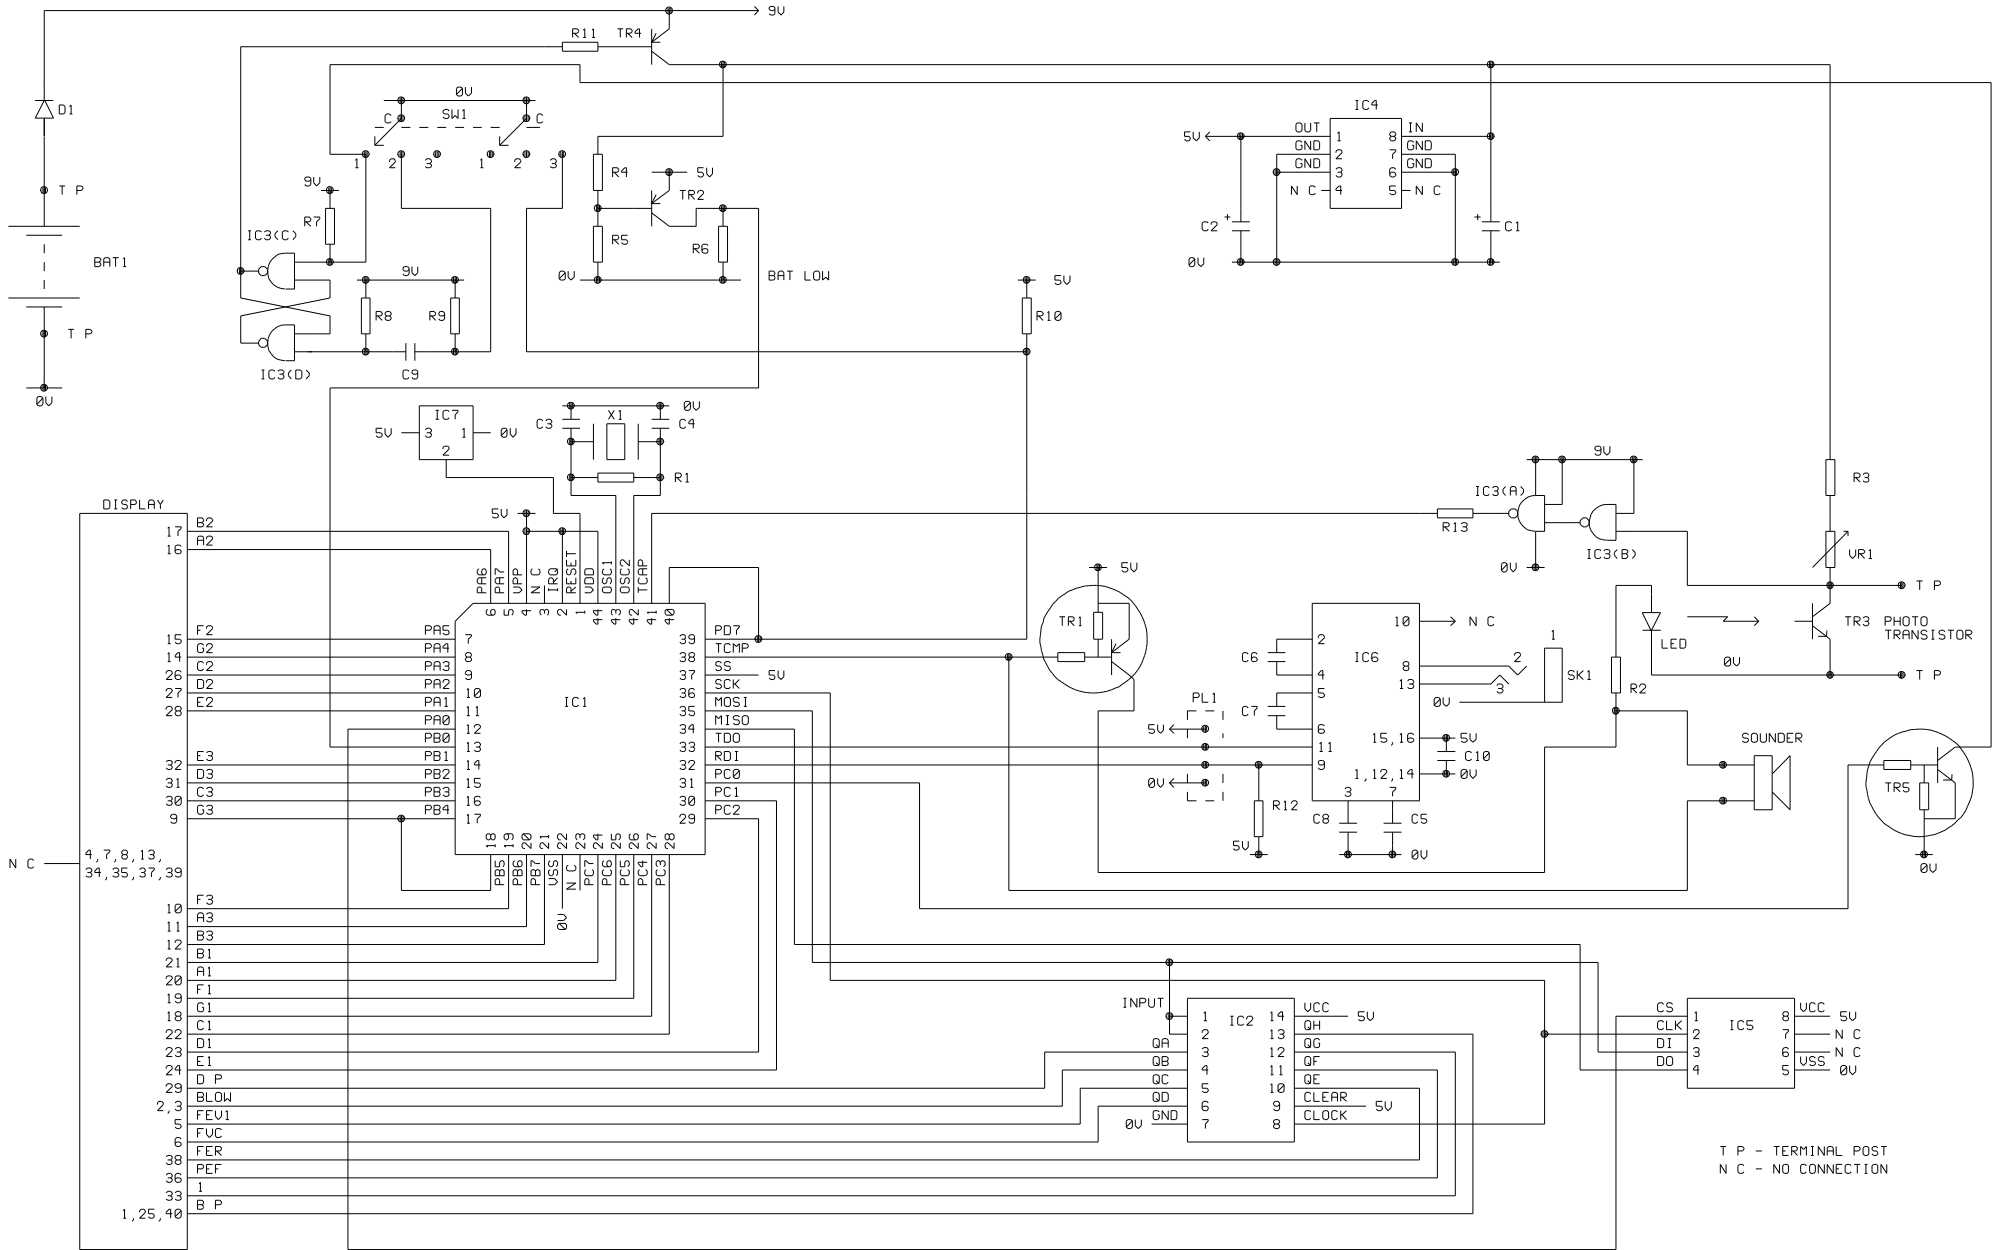 9V
R11
TR4
D1
0V
C
SW1
C
1
2
3
1
2
3
T P
9V
R7
IC3(C)
BAT1
T P
0V
9V
R8
R9
C9
IC3(D)
R4
5V
TR2
R5
R6
0V
BAT LOW
IC4
5V
OUT
1
8
IN
GND
2
7
GND
GND
3
6
GND
N C
4
5
N C
C2
+
+
C1
0V
5V
R10
IC7
5V
3
1
0V
2
0V
C3
X1
C4
R1
9V
IC3(A)
R13
IC3(B)
0V
R3
VR1
T P
TR3
PHOTO
TRANSISTOR
LED
0V
T P
R2
SOUNDER
TR5
0V
DISPLAY
17
B2
16
A2
15
F2
14
G2
26
C2
27
D2
28
E2
32
E3
31
D3
30
C3
9
G3
N C
4,7,8,13,
34,35,37,39
10
F3
11
A3
12
B3
21
B1
20
A1
19
F1
18
G1
22
C1
23
D1
24
E1
29
D P
2,3
BLOW
5
FEV1
6
FVC
38
FER
36
PEF
33
1
1,25,40
B P
5V
PA6
PA7
VPP
N C
IRQ
RESET
VDD
OSC1
OSC2
TCAP
6
5
4
3
2
1
44
43
42
41
40
PA5
7
PA4
8
PA3
9
PA2
10
PA1
11
PA0
12
PB0
13
PB1
14
PB2
15
PB3
16
PB4
17
IC1
39
PD7
38
TCMP
37
SS
5V
36
SCK
35
MOSI
34
MISO
33
TDO
32
RDI
31
PC0
30
PC1
29
PC2
18
19
20
21
22
23
24
25
26
27
28
PB5
PB6
PB7
VSS
N C
PC7
PC6
PC5
PC4
PC3
0V
5V
TR1
PL1
5V
0V
R12
5V
IC6
10
N C
2
C6
4
5
C7
6
11
9
8
13
2
3
1
SK1
0V
15,16
5V
C10
1,12,14
0V
3
7
C8
C5
0V
INPUT
IC2
1
2
QA
3
QB
4
QC
5
QD
6
0V
GND
7
14
VCC
5V
13
QH
12
QG
11
QF
10
QE
9
CLEAR
5V
8
CLOCK
IC5
CS
1
CLK
2
DI
3
DO
4
8
VCC
5V
7
N C
6
N C
5
VSS
0V
T P - TERMINAL POST
N C - NO CONNECTION